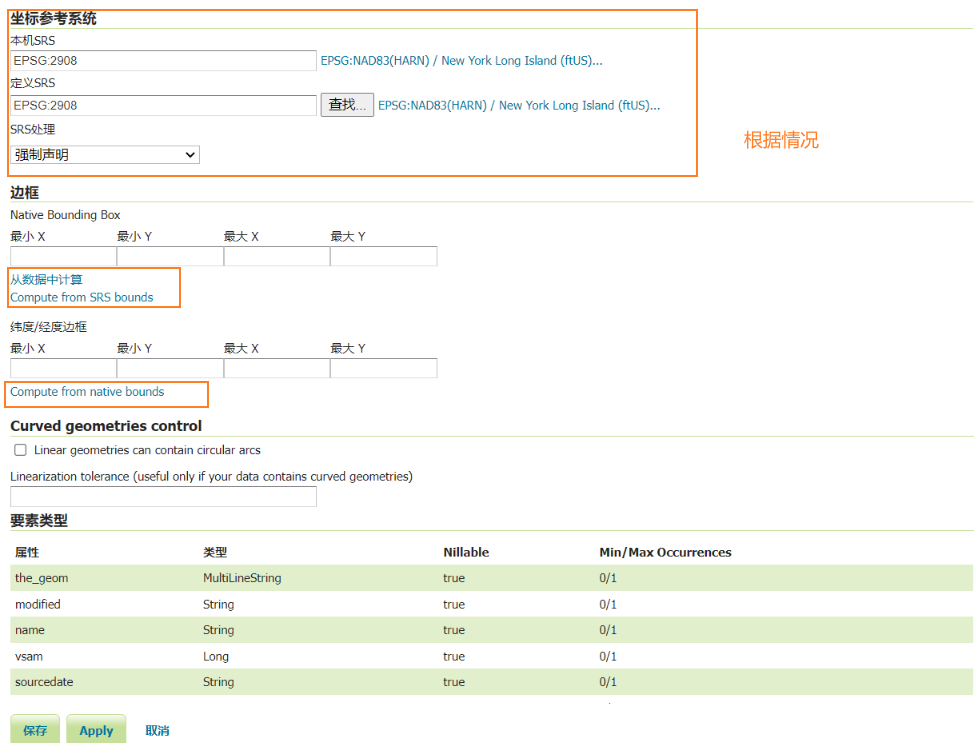 坐标参考系统
本机SRS
EPSG:2908 EPSG:NAD83(HARN) / New York Long Island (ftUS)...
定义SRS
EPSG:2908 查找... EPSG:NAD83(HARN) / New York Long Island (ftUS)...
SRS处理
强制声明
根据情况
边框
Native Bounding Box
最小 X 最小 Y 最大 X 最大 Y
从数据中计算
Compute from SRS bounds
纬度/经度边框
最小 X 最小 Y 最大 X 最大 Y
Compute from native bounds
Curved geometries control
Linear geometries can contain circular arcs
Linearization tolerance (useful only if your data contains curved geometries)
要素类型
属性 类型 Nillable Min/Max Occurrences
the_geom MultiLineString true 0/1
modified String true 0/1
name String true 0/1
vsam Long true 0/1
sourcedate String true 0/1
保存 Apply 取消